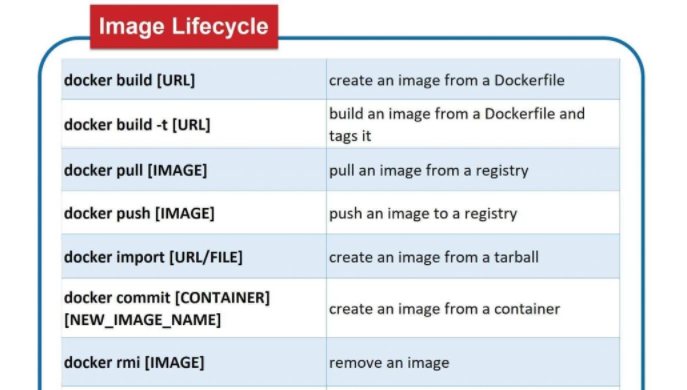 Image Lifecycle
docker build [URL]
create an image from a Dockerfile
docker build -t [URL]
build an image from a Dockerfile and
tags it
docker pull [IMAGE]
pull an image from a registry
docker push [IMAGE]
push an image to a registry
docker import [URL/FILE]
create an image from a tarball
docker commit [CONTAINER]
[NEW_IMAGE_NAME]
create an image from a container
docker rmi [IMAGE]
remove an image